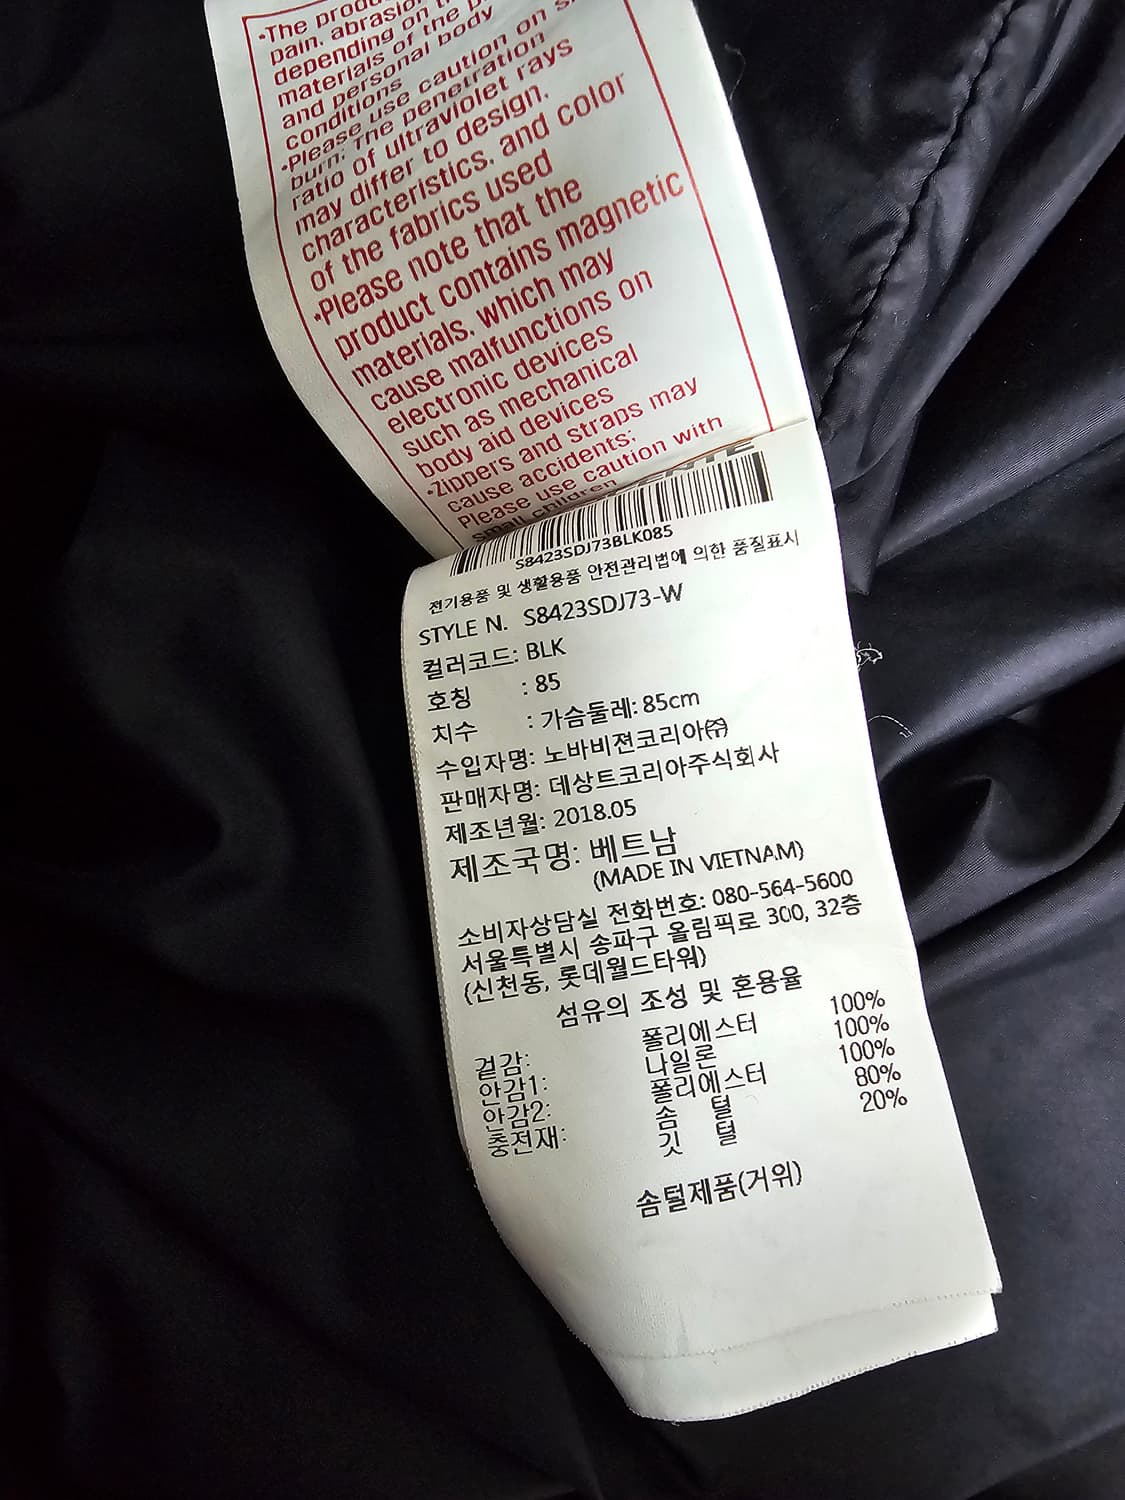 •The produ
pain, abrasion
depending on t
materials of the p
and personal body
conditions
•Please use caution on s
burn; The penetration
ratio of ultraviolet rays
may differ to design,
characteristics, and color
of the fabrics used
•Please note that the
product contains magnetic
materials, which may
cause malfunctions on
electronic devices
such as mechanical
body aid devices
•Zippers and straps may
cause accidents;
Please use caution with
small children
S8423SDJ73BLK085
전기용품 및 생활용품 안전관리법에 의한 품질표시
STYLE N. S8423SDJ73-W
컬러코드: BLK
호칭 : 85
치수 : 가슴둘레: 85cm
수입자명: 노바비젼코리아㈜
판매자명: 데상트코리아주식회사
제조년월: 2018.05
제조국명: 베트남
(MADE IN VIETNAM)
소비자상담실 전화번호: 080-564-5600
서울특별시 송파구 올림픽로 300, 32층
(신천동, 롯데월드타워)
섬유의 조성 및 혼용율
겉감: 폴리에스터 100%
안감1: 나일론 100%
안감2: 폴리에스터 100%
충전재: 솜 털 80%
깃 털 20%
솜털제품(거위)